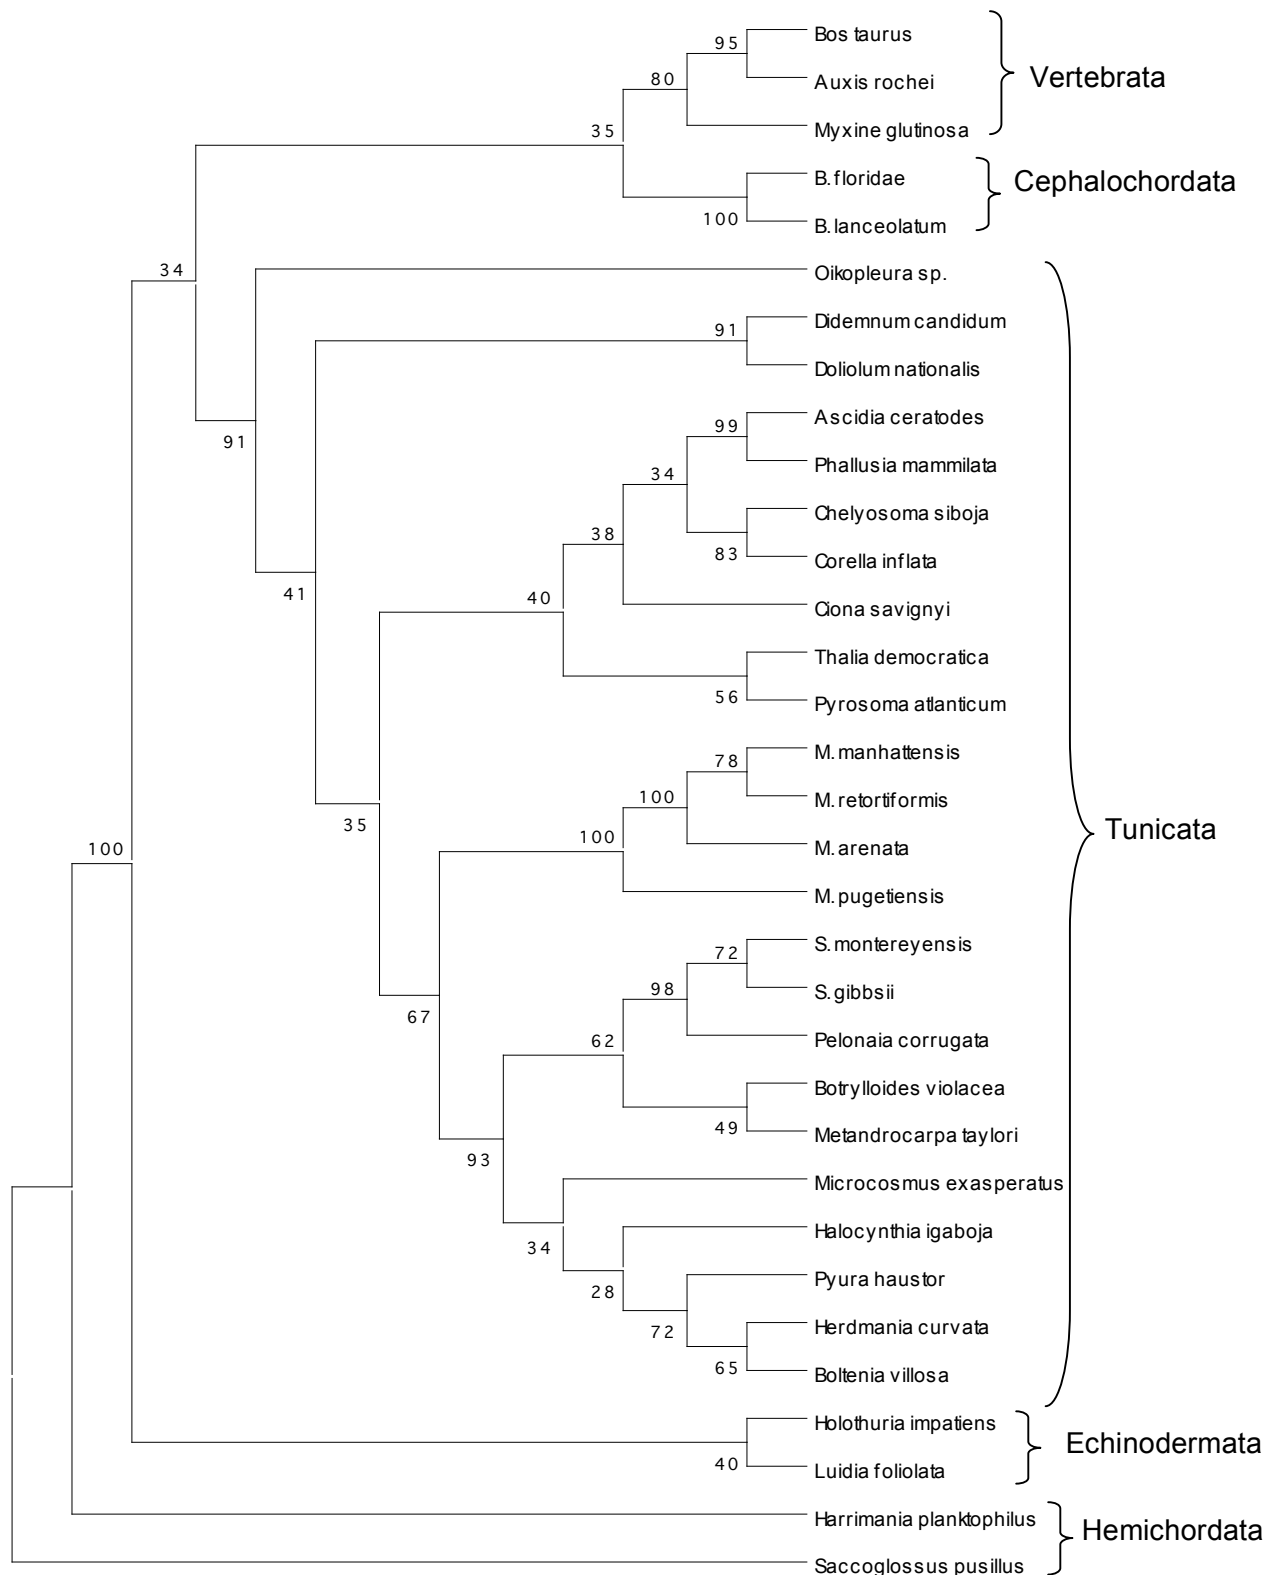 Bos taurus
95
Auxis rochei
80
Vertebrata
Myxine glutinosa
35
B. floridae
Cephalochordata
100
B. lanceolatum
34
Oikopleura sp.
Didemnum candidum
91
Doliolum nationalis
Ascidia ceratodes
99
91
Phallusia mammilata
34
Chelyosoma siboja
38
83
Corella inflata
41
40
Ciona savignyi
Thalia democratica
56
Pyrosoma atlanticum
M. manhattensis
78
M. retortiformis
100
35
100
Tunicata
M. arenata
100
M. pugetiensis
S. montereyensis
72
S. gibbsii
98
67
62
Pelonaia corrugata
Botrylloides violacea
49
Metandrocarpa taylori
93
Microcosmus exasperatus
Halocynthia igaboja
34
Pyura haustor
28
Herdmania curvata
72
65
Boltenia villosa
Holothuria impatiens
Echinodermata
40
Luidia foliolata
Harrimania planktophilus
Hemichordata
Saccoglossus pusillus